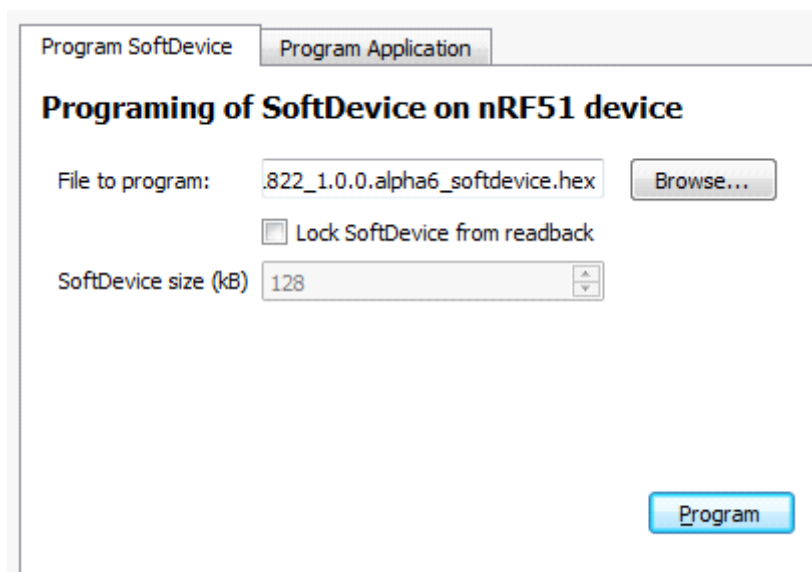 Program SoftDevice
Program Application
Programing of SoftDevice on nRF51 device
File to program:
.822_1.0.0.alpha6_softdevice.hex
Browse...
Lock SoftDevice from readback
SoftDevice size (kB)
128
Program